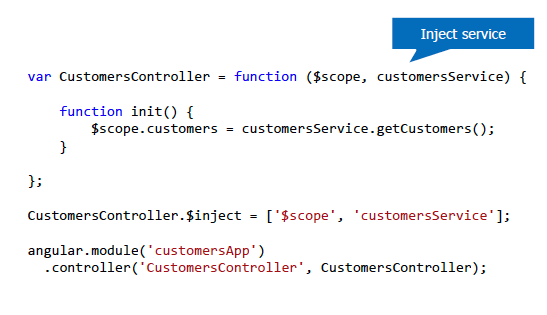 Inject service
var CustomersController = function ($scope, customersService) {
    function init() {
        $scope.customers = customersService.getCustomers();
    }
};
CustomersController.$inject = ['$scope', 'customersService'];
angular.module('customersApp')
  .controller('CustomersController', CustomersController);